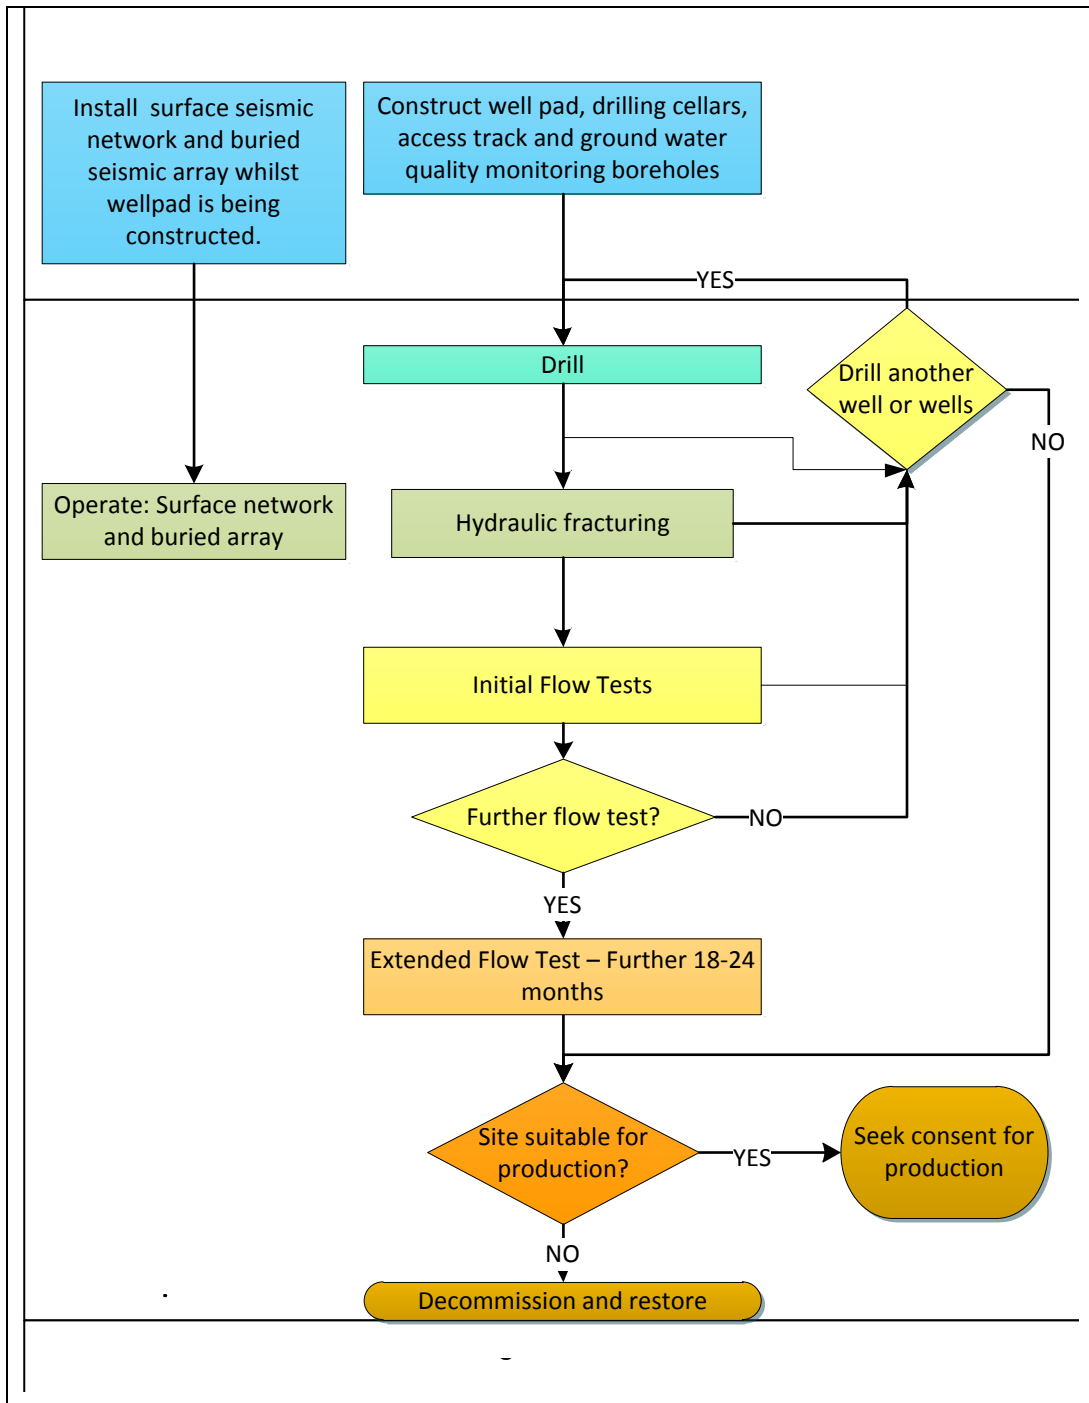 Install surface seismic
network and buried
seismic array whilst
wellpad is being
constructed.
Construct well pad, drilling cellars,
access track and ground water
quality monitoring boreholes
YES
Drill
Drill another
well or wells
NO
Operate: Surface network
and buried array
Hydraulic fracturing
Initial Flow Tests
Further flow test?
NO
YES
Extended Flow Test – Further 18-24
months
Site suitable for
production?
YES
Seek consent for
production
NO
Decommission and restore